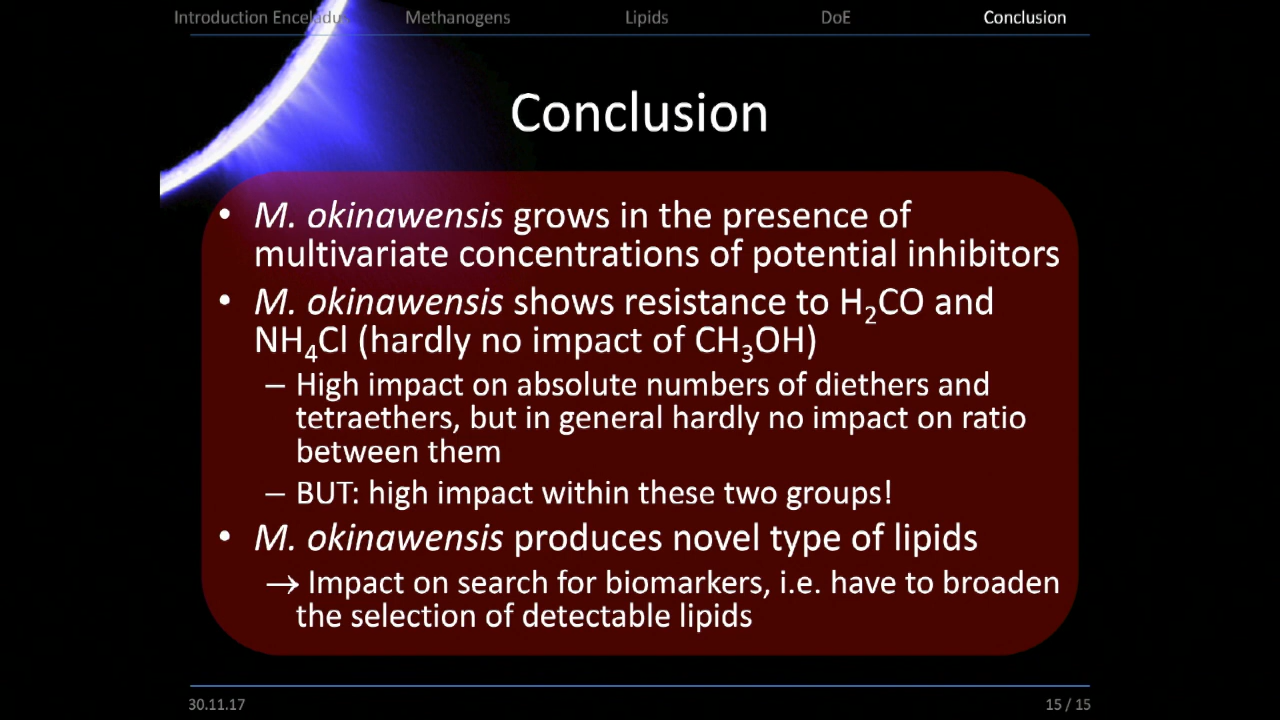 Introduction Enceladus Methanogens Lipids DoE Conclusion
Conclusion
• M. okinawensis grows in the presence of
multivariate concentrations of potential inhibitors
• M. okinawensis shows resistance to H₂CO and
NH₄Cl (hardly no impact of CH₃OH)
– High impact on absolute numbers of diethers and
tetraethers, but in general hardly no impact on ratio
between them
– BUT: high impact within these two groups!
• M. okinawensis produces novel type of lipids
→ Impact on search for biomarkers, i.e. have to broaden
the selection of detectable lipids
30.11.17 15 / 15